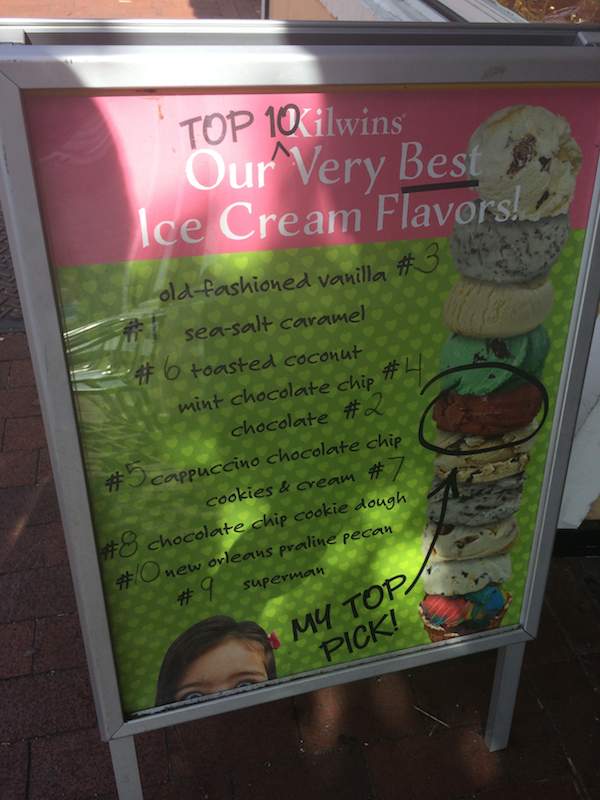 TOP 10 Kilwins
Our ^ Very Best
Ice Cream Flavors!
old-fashioned vanilla #3
#1 sea-salt caramel
#6 toasted coconut
mint chocolate chip #4
chocolate #2
#5 cappuccino chocolate chip
cookies & cream #7
#8 chocolate chip cookie dough
#10 new orleans praline pecan
#9 superman
MY TOP
PICK!